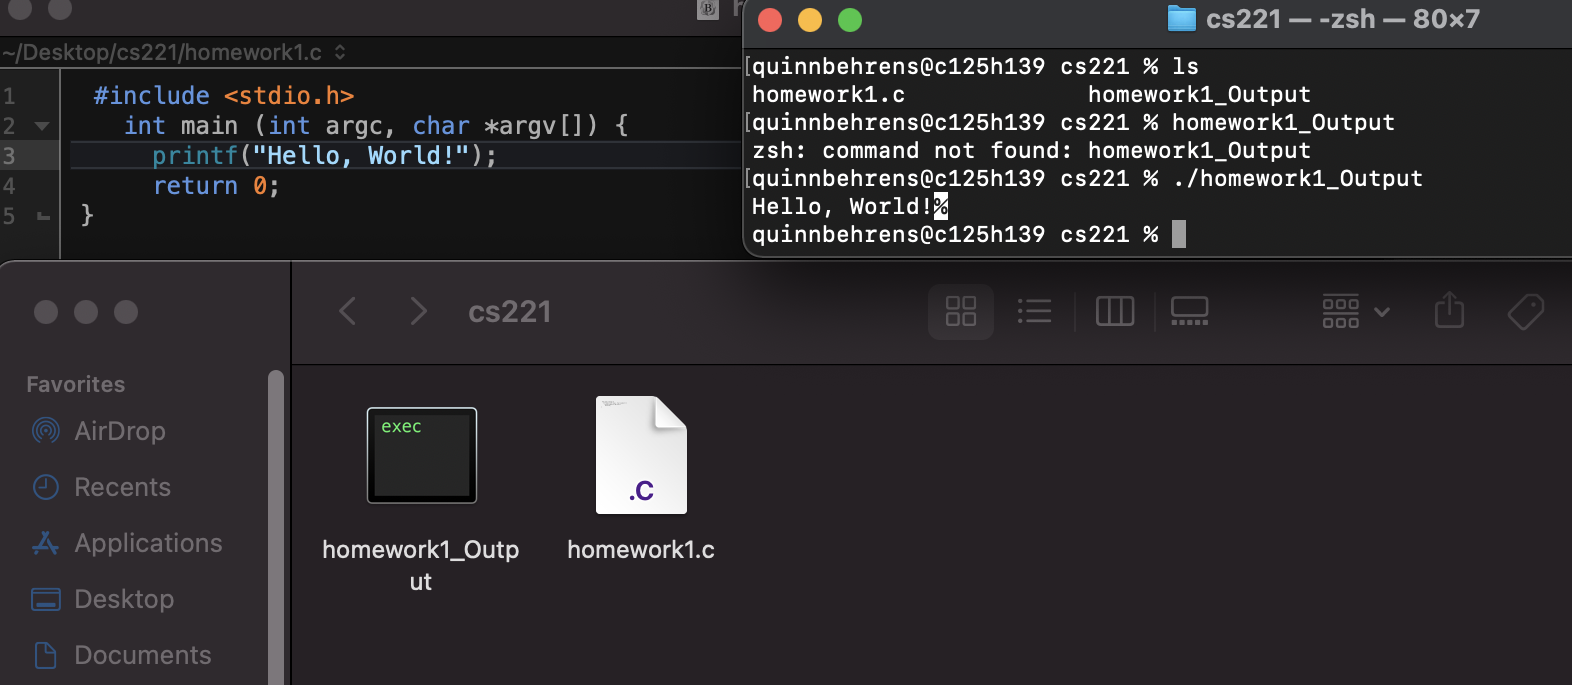 ~/Desktop/cs221/homework1.c
1 #include <stdio.h>
2 int main (int argc, char *argv[]) {
3 printf("Hello, World!");
4 return 0;
5 }
cs221 — -zsh — 80×7
[quinnbehrens@c125h139 cs221 % ls
homework1.c homework1_Output
[quinnbehrens@c125h139 cs221 % homework1_Output
zsh: command not found: homework1_Output
[quinnbehrens@c125h139 cs221 % ./homework1_Output
Hello, World!%
quinnbehrens@c125h139 cs221 %
cs221
Favorites
AirDrop
Recents
Applications
Desktop
Documents
exec
homework1_Outp
ut
.C
homework1.c